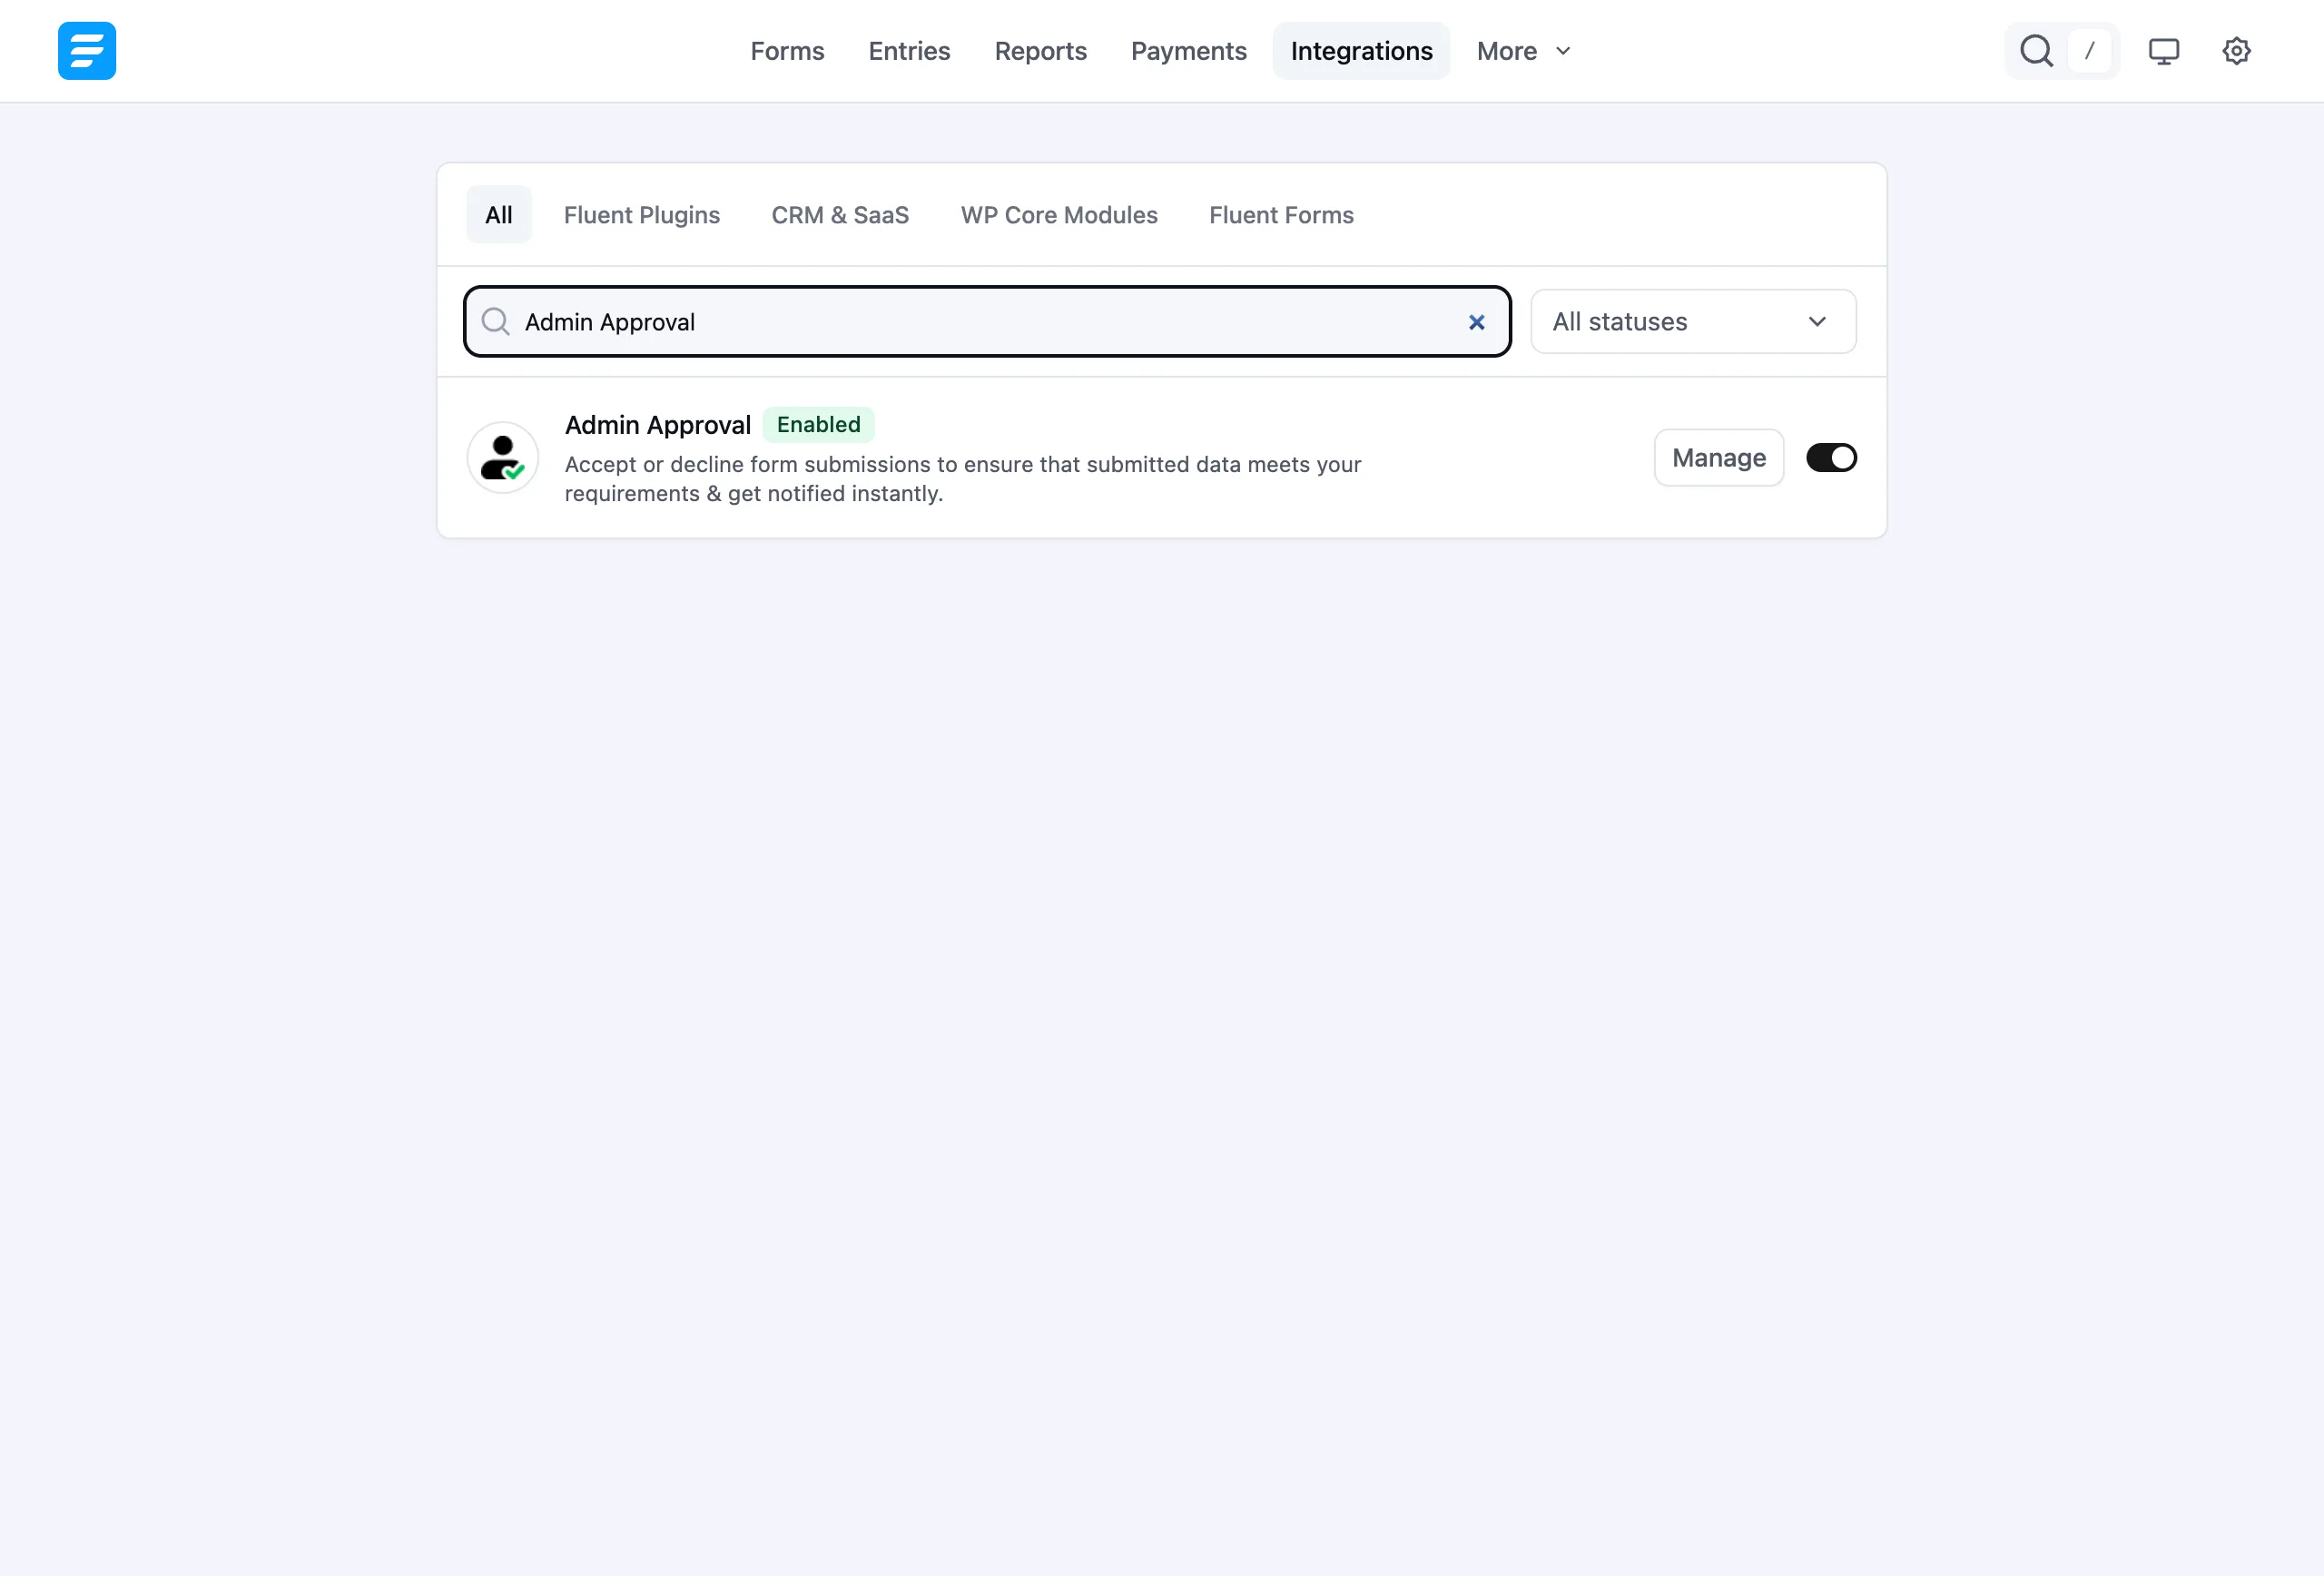 Forms Entries Reports Payments Integrations More /
All Fluent Plugins CRM & SaaS WP Core Modules Fluent Forms
Admin Approval All statuses
Admin Approval Enabled
Accept or decline form submissions to ensure that submitted data meets your
requirements & get notified instantly.
Manage